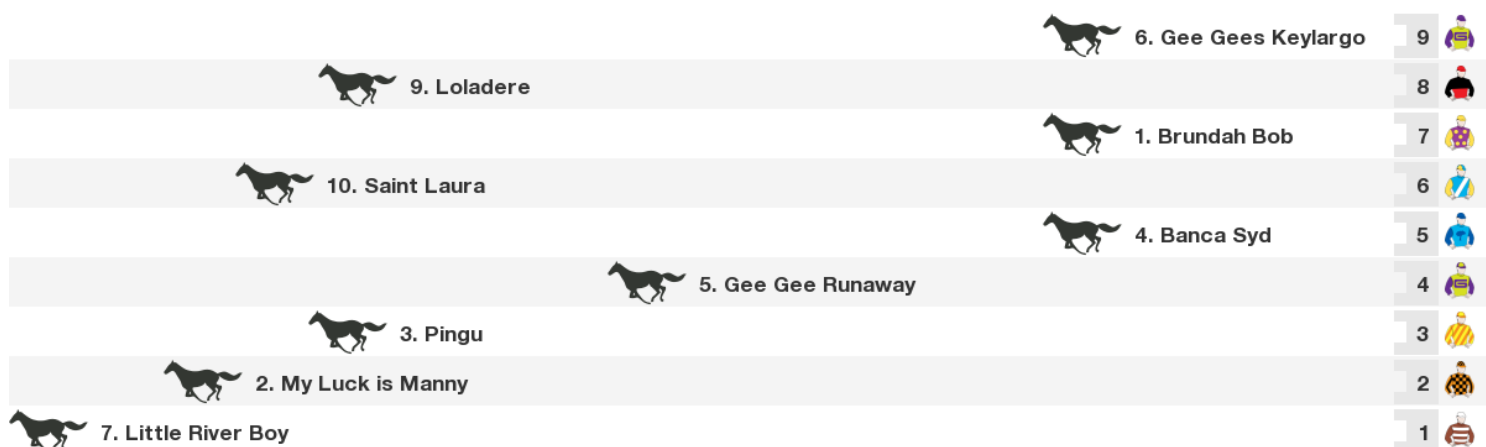 6. Gee Gees Keylargo 9
9. Loladere 8
1. Brundah Bob 7
10. Saint Laura 6
4. Banca Syd 5
5. Gee Gee Runaway 4
3. Pingu 3
2. My Luck is Manny 2
7. Little River Boy 1